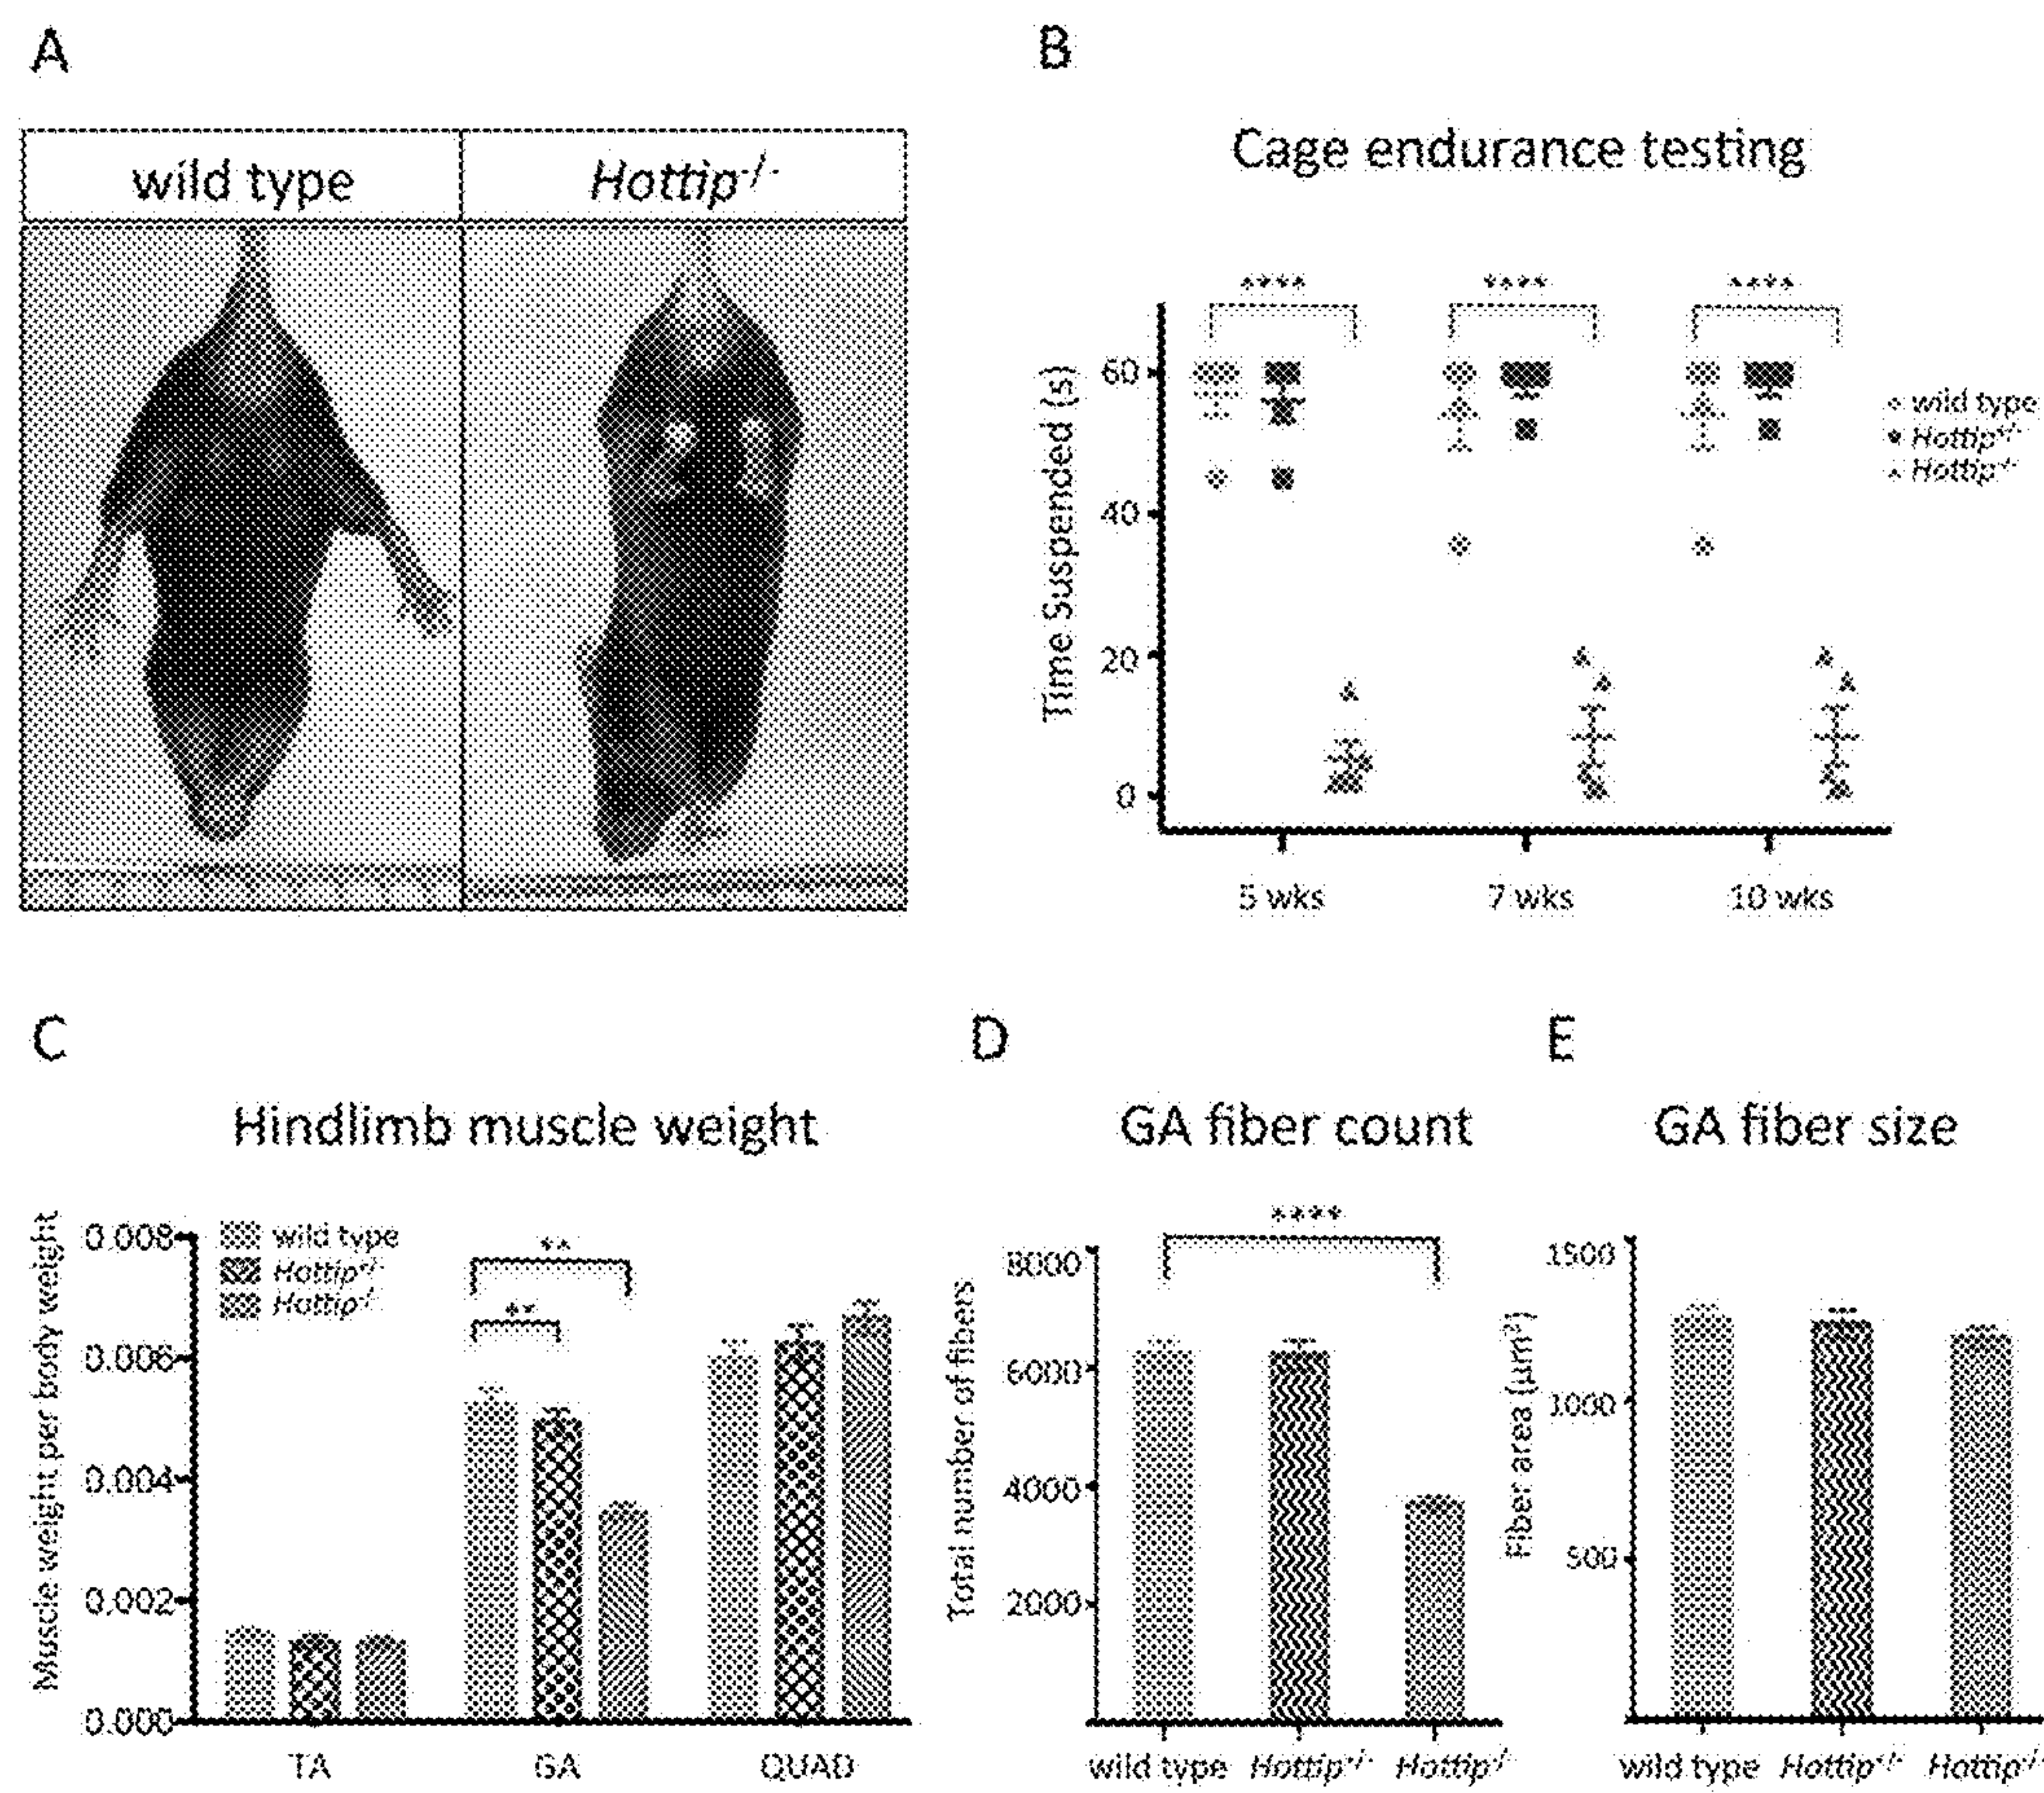 A
wild type
Hottip-/-
B
Cage endurance testing
****
****
****
Time Suspended (s)
60
40
20
0
5 wks
7 wks
10 wks
wild type
Hottip+/-
Hottip-/-
C
Hindlimb muscle weight
Muscle weight per body weight
0.008
0.006
0.004
0.002
0.000
wild type
Hottip+/-
Hottip-/-
**
**
TA
GA
QUAD
D
GA fiber count
****
Total number of fibers
8000
6000
4000
2000
wild type
Hottip+/-
Hottip-/-
E
GA fiber size
Fiber area (µm²)
1500
1000
500
wild type
Hottip+/-
Hottip-/